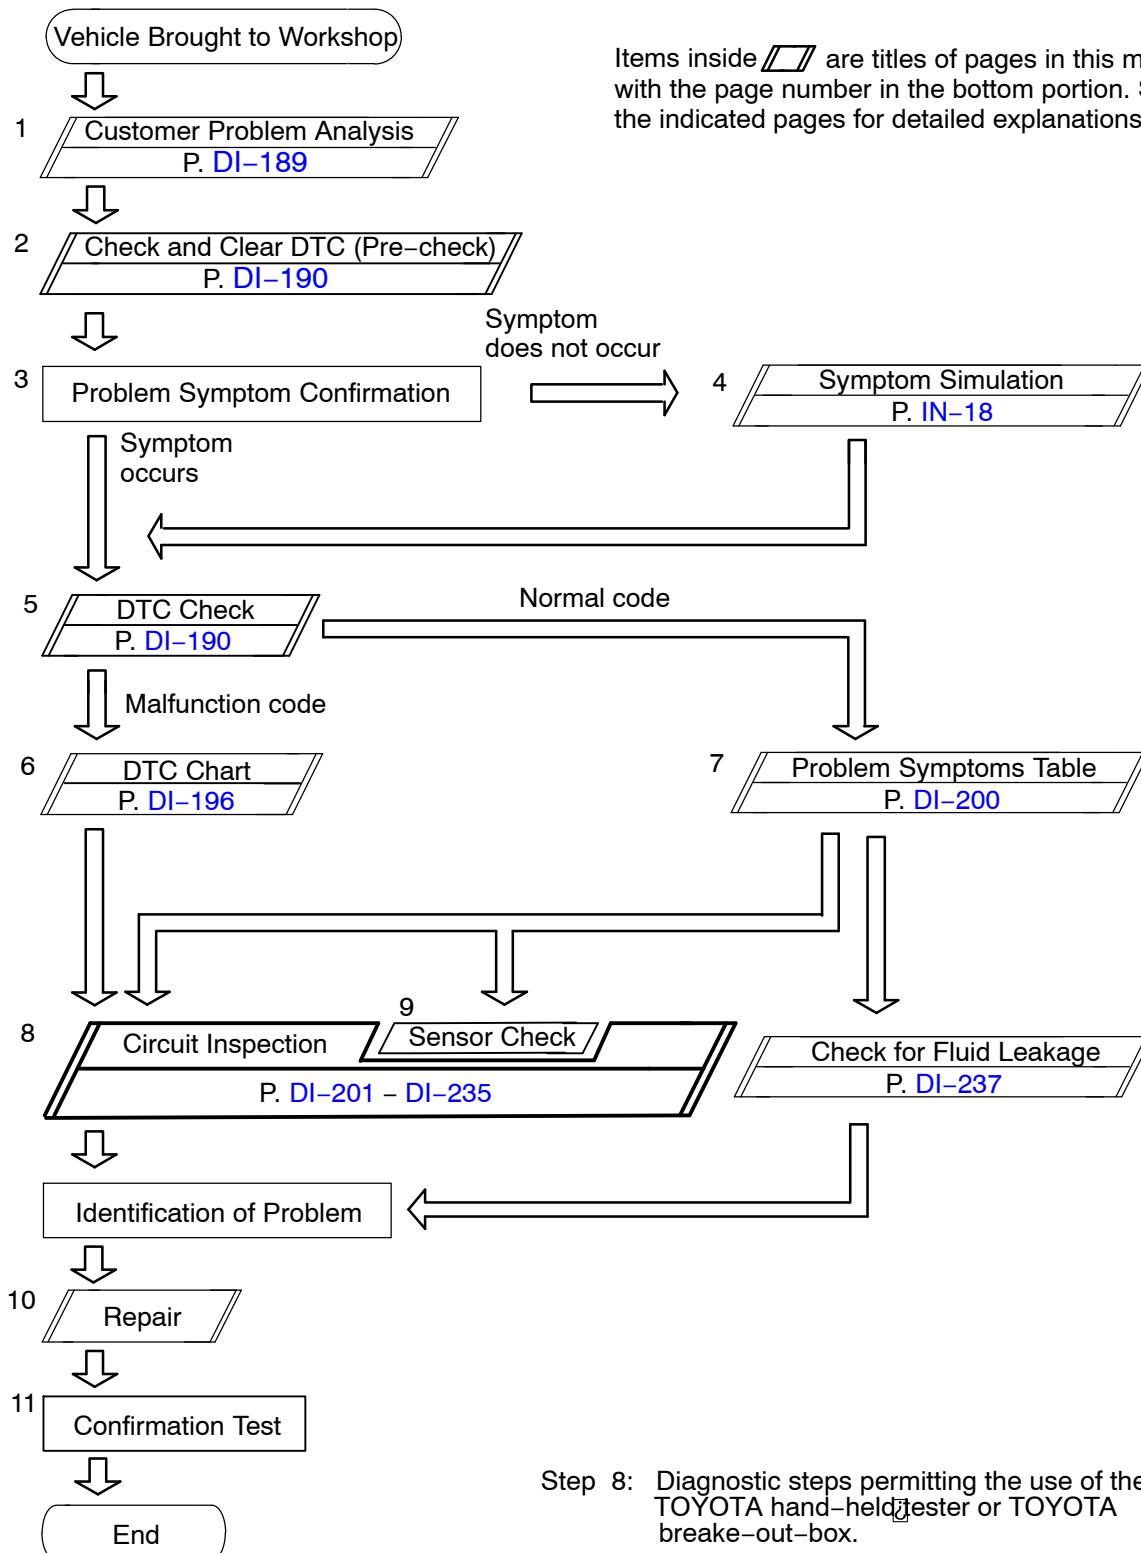 Vehicle Brought to Workshop
Items inside are titles of pages in this m
with the page number in the bottom portion.
the indicated pages for detailed explanations
1
Customer Problem Analysis
P. DI–189
2
Check and Clear DTC (Pre–check)
P. DI–190
Symptom
does not occur
3
Problem Symptom Confirmation
4
Symptom Simulation
P. IN–18
Symptom
occurs
5
DTC Check
P. DI–190
Normal code
Malfunction code
6
DTC Chart
P. DI–196
7
Problem Symptoms Table
P. DI–200
8
Circuit Inspection
9
Sensor Check
P. DI–201 – DI–235
Check for Fluid Leakage
P. DI–237
Identification of Problem
10
Repair
11
Confirmation Test
End
Step 8: Diagnostic steps permitting the use of the
TOYOTA hand–held tester or TOYOTA
breake–out–box.